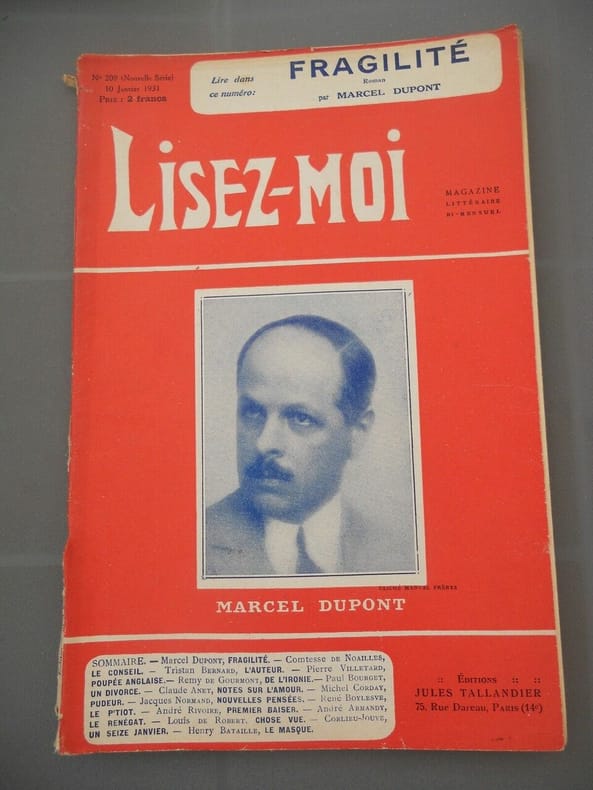 Nº 209 (Nouvelle Série)
10 Janvier 1931
Prix : 2 francs
Lire dans
ce numéro:
FRAGILITÉ
Roman
par MARCEL DUPONT
LISEZ-MOI
MAGAZINE
LITTÉRAIRE
BI-MENSUEL
CLICHÉ MANUEL FRÈRES
MARCEL DUPONT
SOMMAIRE. — Marcel Dupont, FRAGILITÉ. — Comtesse de Noailles,
LE CONSEIL. — Tristan Bernard, L'AUTEUR. — Pierre Villetard,
POUPÉE ANGLAISE. — Remy de Gourmont, DE L'IRONIE. — Paul Bourget,
UN DIVORCE. — Claude Anet, NOTES SUR L'AMOUR. — Michel Corday,
PUDEUR. — Jacques Normand, NOUVELLES PENSÉES. — René Boylesve,
LE P'TIOT. — André Rivoire, PREMIER BAISER. — André Armandy,
LE RENÉGAT. — Louis de Robert, CHOSE VUE. — Corlieu-Jouve,
UN SEIZE JANVIER. — Henry Bataille, LE MASQUE.
:: Éditions :: ::
JULES TALLANDIER
75, Rue Dareau, Paris (14e)